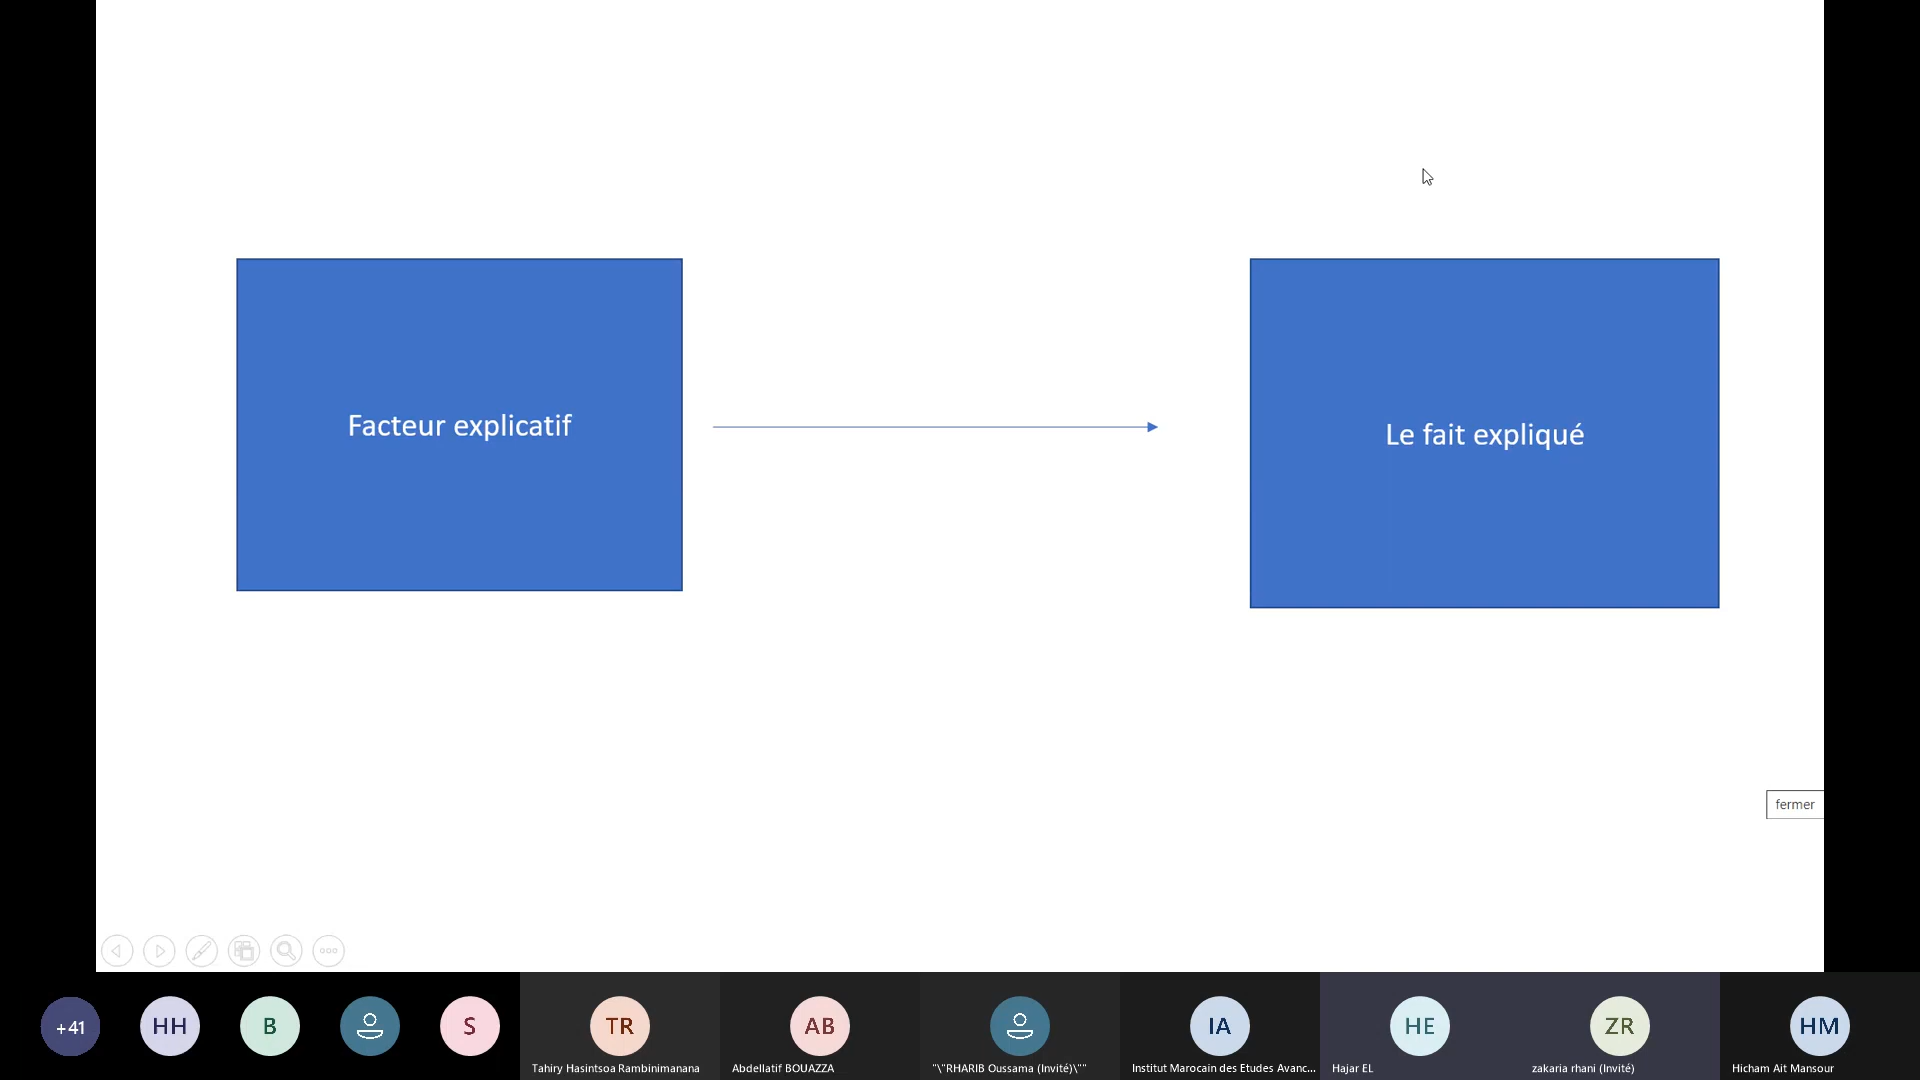 Facteur explicatif
Le fait expliqué
fermer
+41
HH
B
S
TR
AB
IA
HE
ZR
HM
Tahiry Hasintsoa Rambinimanana
Abdellatif BOUAZZA
"\"RHARIB Oussama (Invité)\""
Institut Marocain des Etudes Avanc...
Hajar EL
zakaria rhani (Invité)
Hicham Ait Mansour